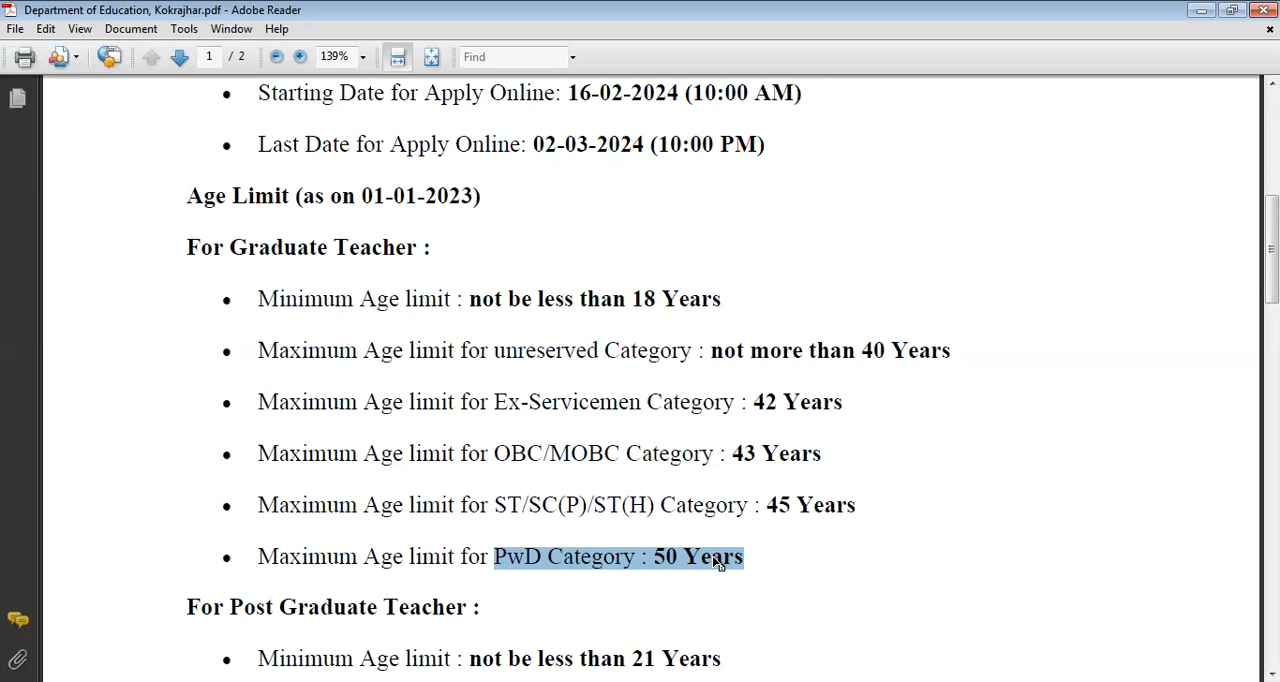 Department of Education, Kokrajhar.pdf - Adobe Reader
File Edit View Document Tools Window Help
1 / 2 139% Find
• Starting Date for Apply Online: 16-02-2024 (10:00 AM)
• Last Date for Apply Online: 02-03-2024 (10:00 PM)
Age Limit (as on 01-01-2023)
For Graduate Teacher :
• Minimum Age limit : not be less than 18 Years
• Maximum Age limit for unreserved Category : not more than 40 Years
• Maximum Age limit for Ex-Servicemen Category : 42 Years
• Maximum Age limit for OBC/MOBC Category : 43 Years
• Maximum Age limit for ST/SC(P)/ST(H) Category : 45 Years
• Maximum Age limit for PwD Category : 50 Years
For Post Graduate Teacher :
• Minimum Age limit : not be less than 21 Years